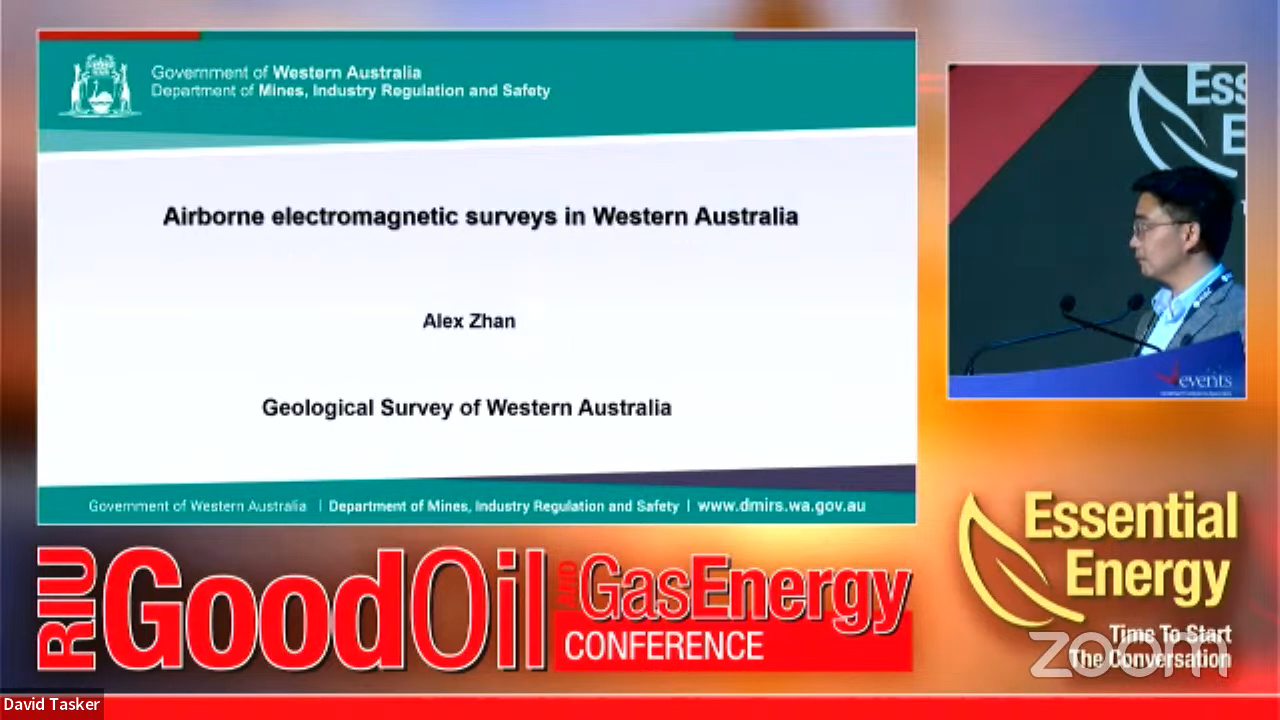 Government of Western Australia
Department of Mines, Industry Regulation and Safety
Airborne electromagnetic surveys in Western Australia
Alex Zhan
Geological Survey of Western Australia
Government of Western Australia | Department of Mines, Industry Regulation and Safety | www.dmirs.wa.gov.au
Ess
E
events
RIU GoodOil AND GasEnergy
CONFERENCE
Essential
Energy
Time To Start
The Conversation
zoom
David Tasker